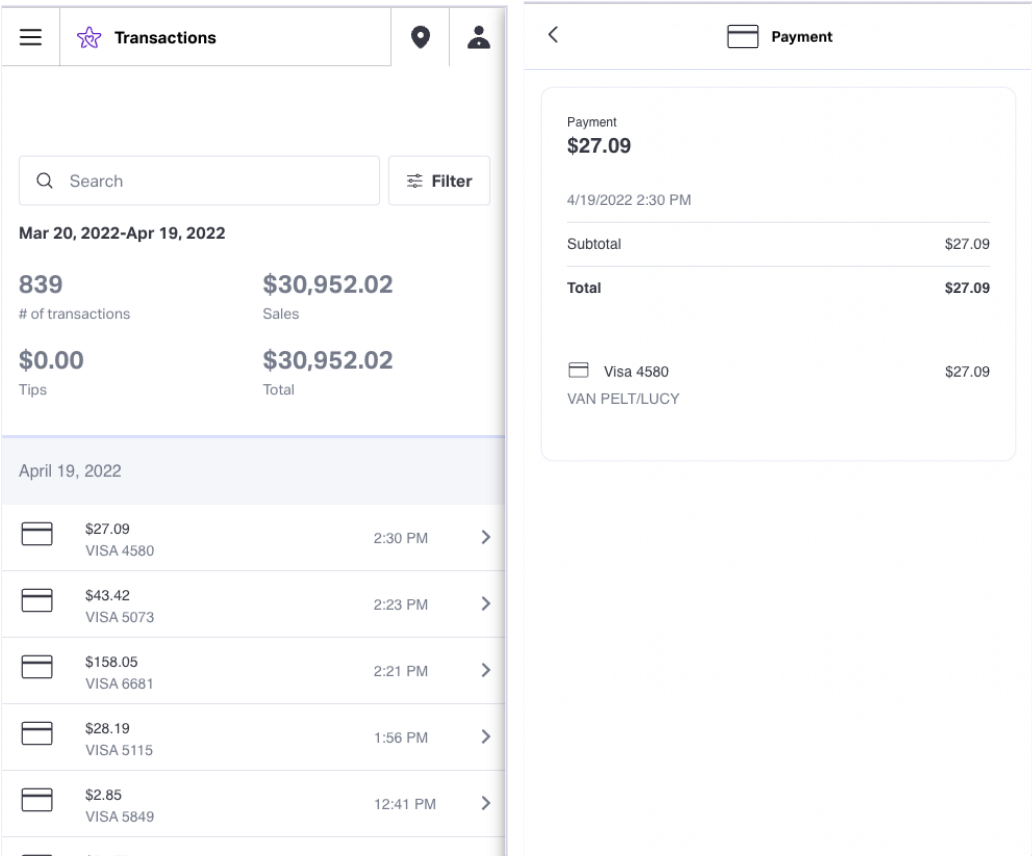 Transactions
Search
Filter
Mar 20, 2022-Apr 19, 2022
839 $30,952.02
# of transactions Sales
$0.00 $30,952.02
Tips Total
April 19, 2022
$27.09
VISA 4580
2:30 PM
$43.42
VISA 5073
2:23 PM
$158.05
VISA 6681
2:21 PM
$28.19
VISA 5115
1:56 PM
$2.85
VISA 5849
12:41 PM
Payment
Payment
$27.09
4/19/2022 2:30 PM
Subtotal $27.09
Total $27.09
Visa 4580 $27.09
VAN PELT/LUCY